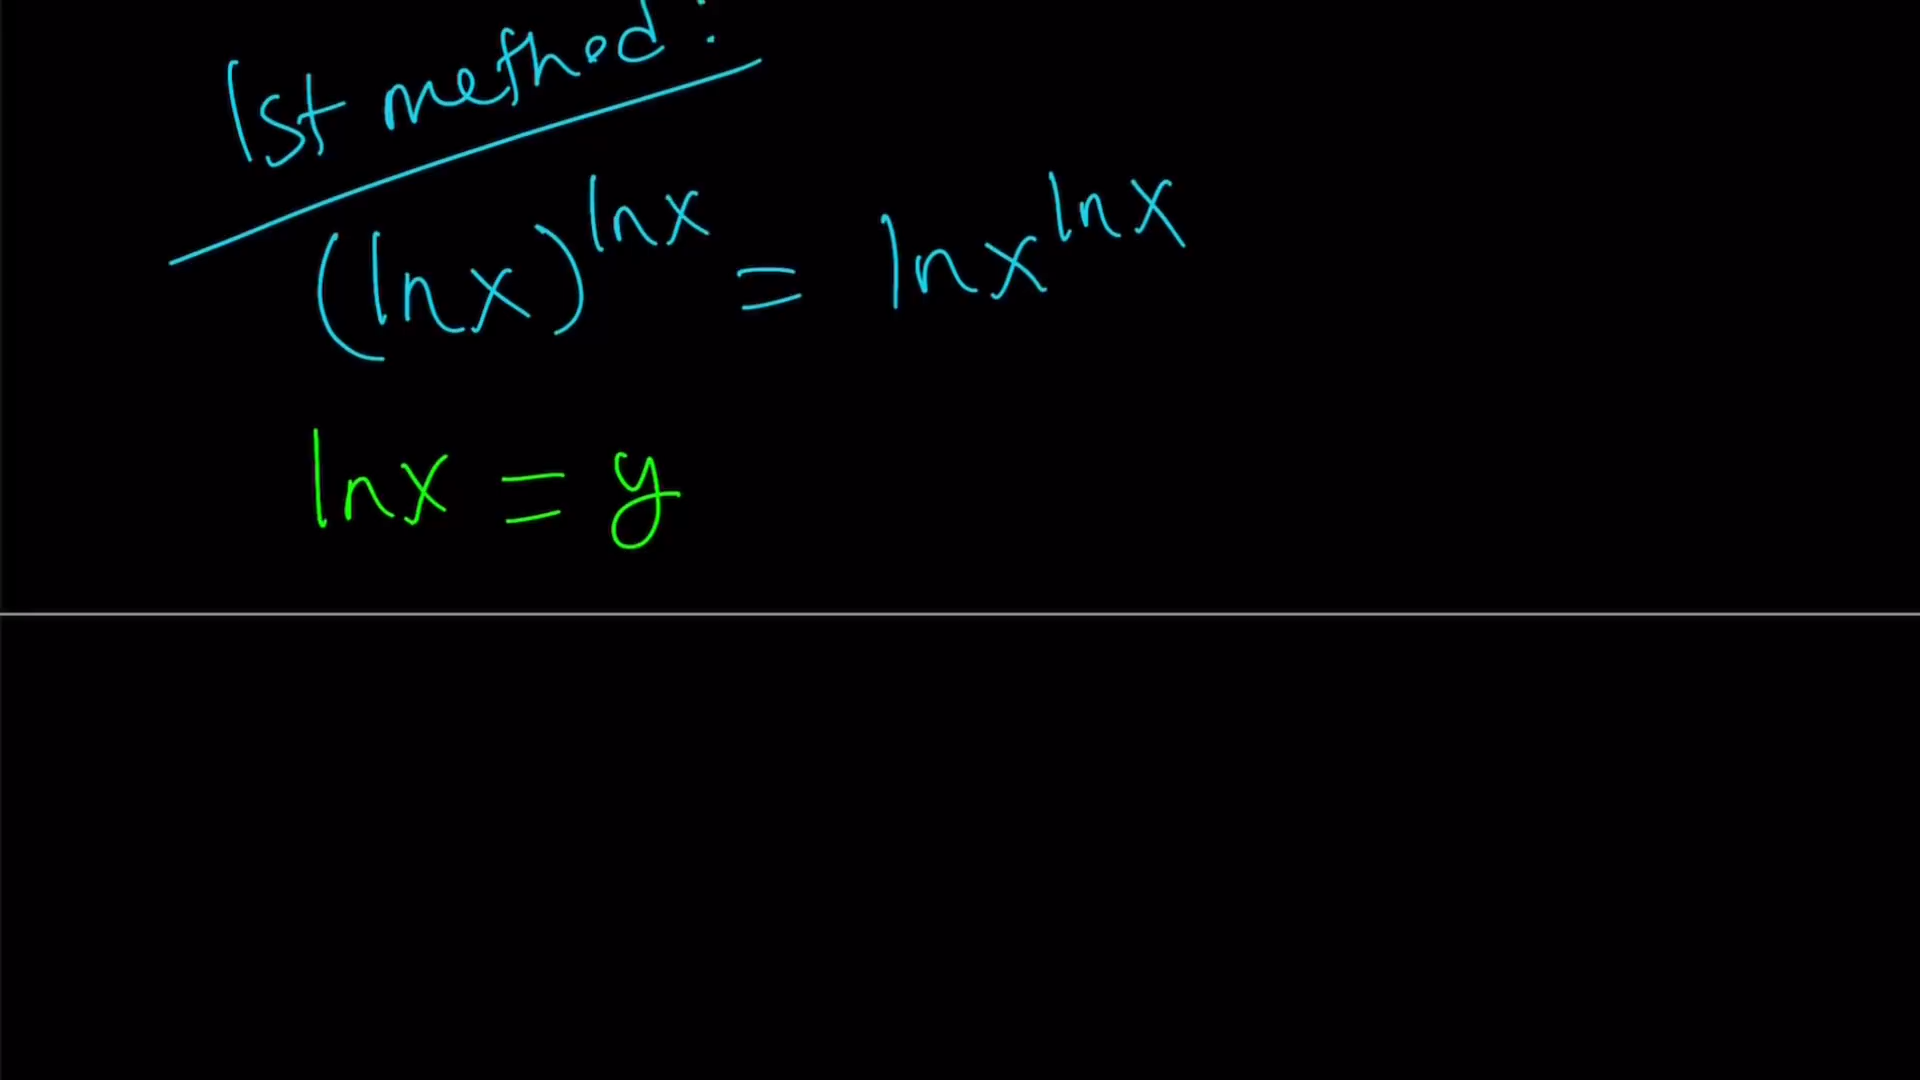 1st method:
(lnx)^lnx = lnx^lnx
lnx = y